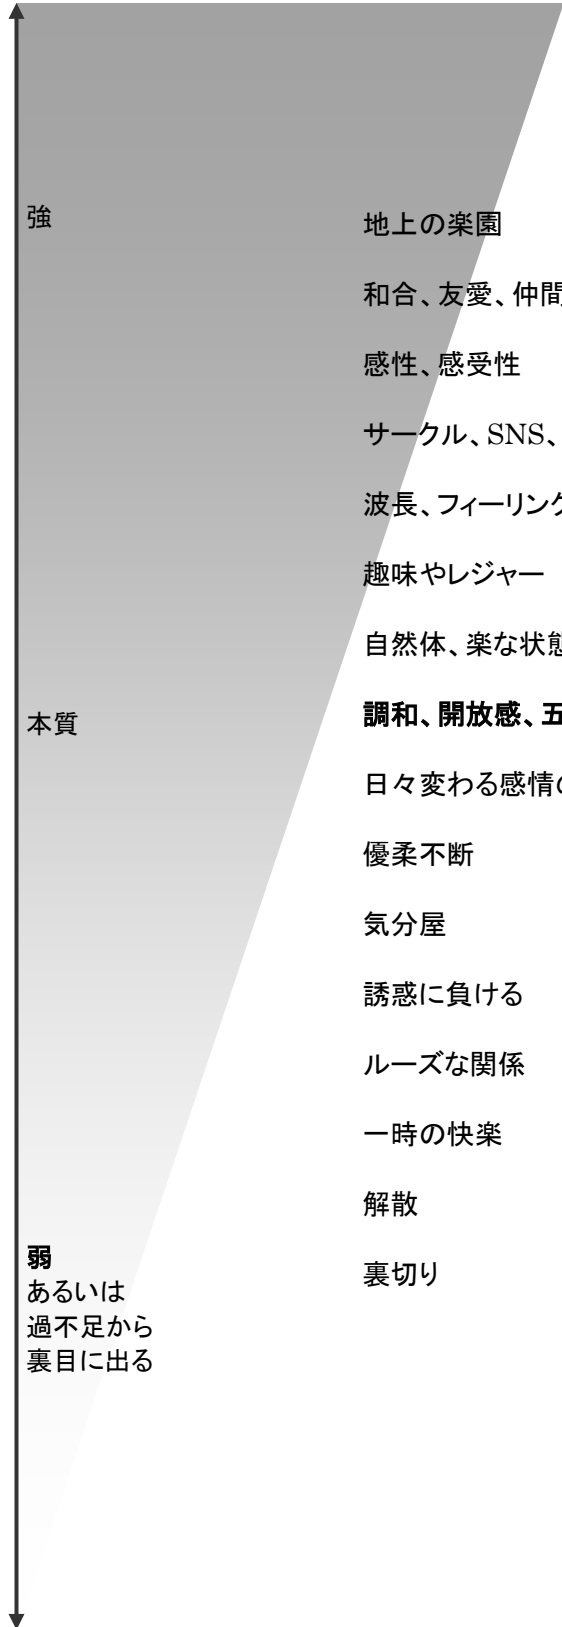 強
地上の楽園
和合、友愛、仲間
感性、感受性
サークル、SNS、
波長、フィーリング
趣味やレジャー
自然体、楽な状態
本質
調和、開放感、五
日々変わる感情の
優柔不断
気分屋
誘惑に負ける
ルーズな関係
一時の快楽
解散
裏切り
弱
あるいは
過不足から
裏目に出る